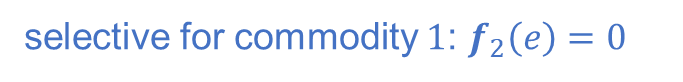 selective for commodity 1: 𝒇₂(𝑒) = 0